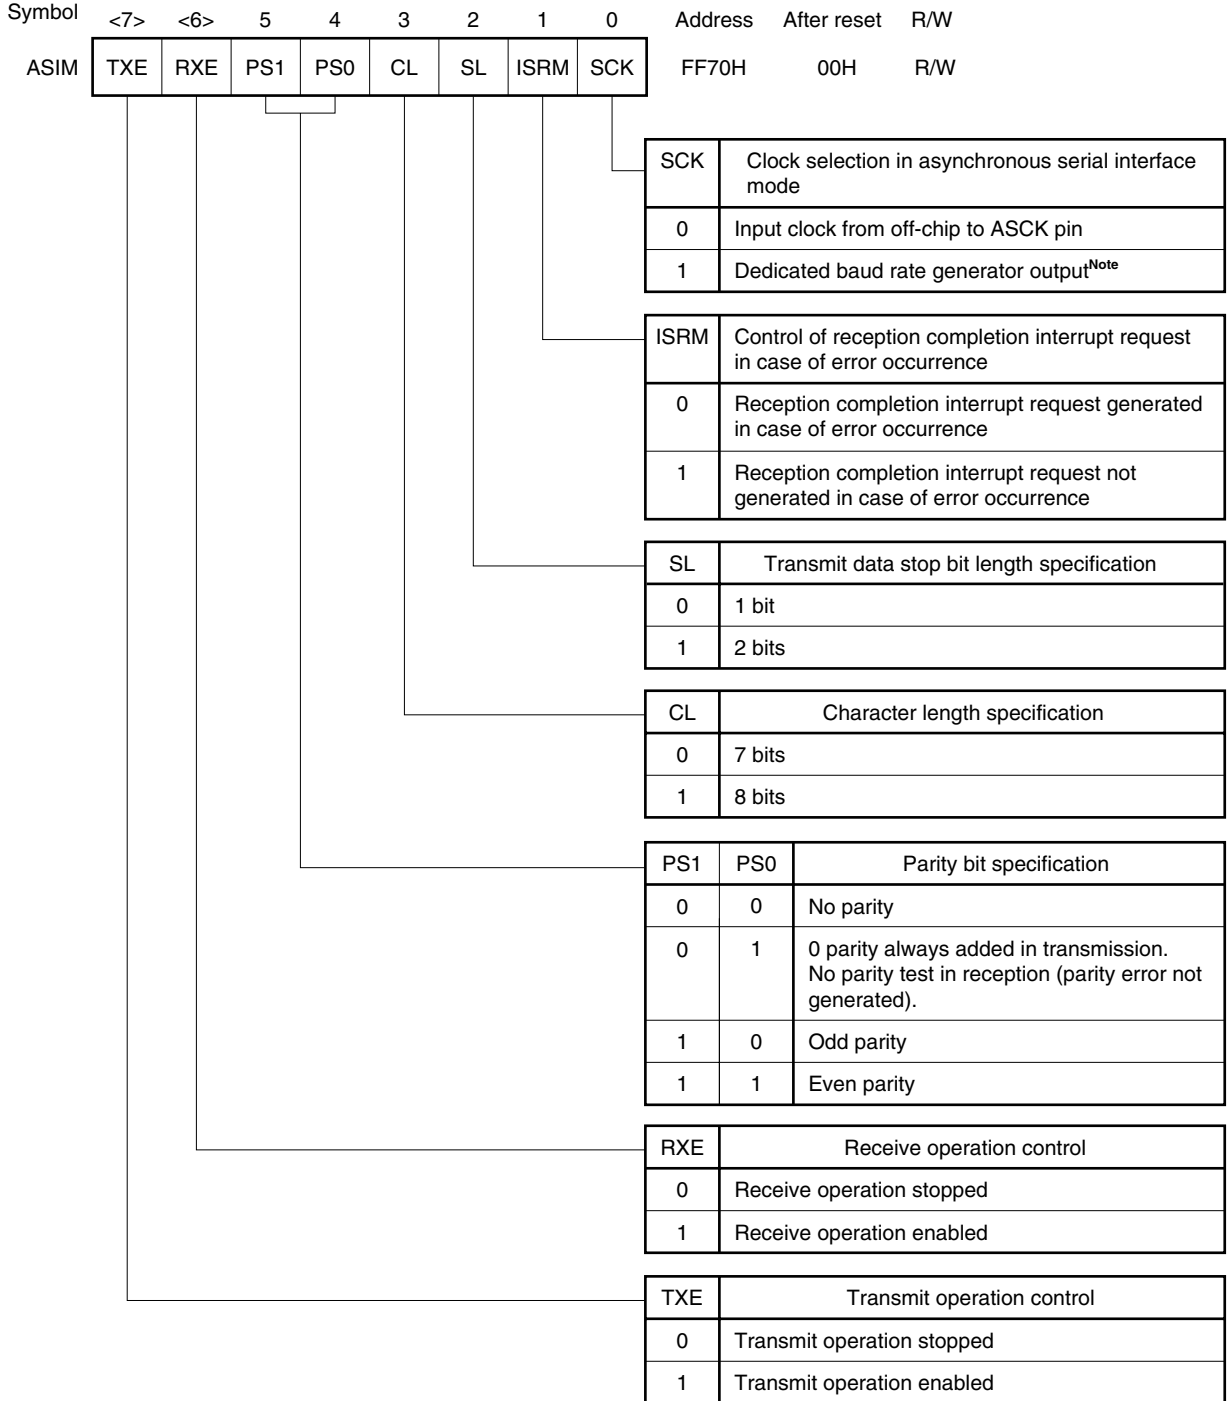 Symbol <7> <6> 5 4 3 2 1 0 Address After reset R/W
ASIM TXE RXE PS1 PS0 CL SL ISRM SCK FF70H 00H R/W
SCK Clock selection in asynchronous serial interface
mode
0 Input clock from off-chip to ASCK pin
1 Dedicated baud rate generator outputNote
ISRM Control of reception completion interrupt request
in case of error occurrence
0 Reception completion interrupt request generated
in case of error occurrence
1 Reception completion interrupt request not
generated in case of error occurrence
SL Transmit data stop bit length specification
0 1 bit
1 2 bits
CL Character length specification
0 7 bits
1 8 bits
PS1 PS0 Parity bit specification
0 0 No parity
0 1 0 parity always added in transmission.
No parity test in reception (parity error not
generated).
1 0 Odd parity
1 1 Even parity
RXE Receive operation control
0 Receive operation stopped
1 Receive operation enabled
TXE Transmit operation control
0 Transmit operation stopped
1 Transmit operation enabled